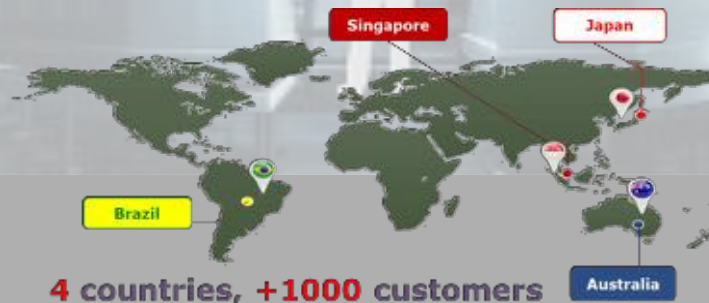 Singapore
Japan
Brazil
Australia
4 countries, +1000 customers